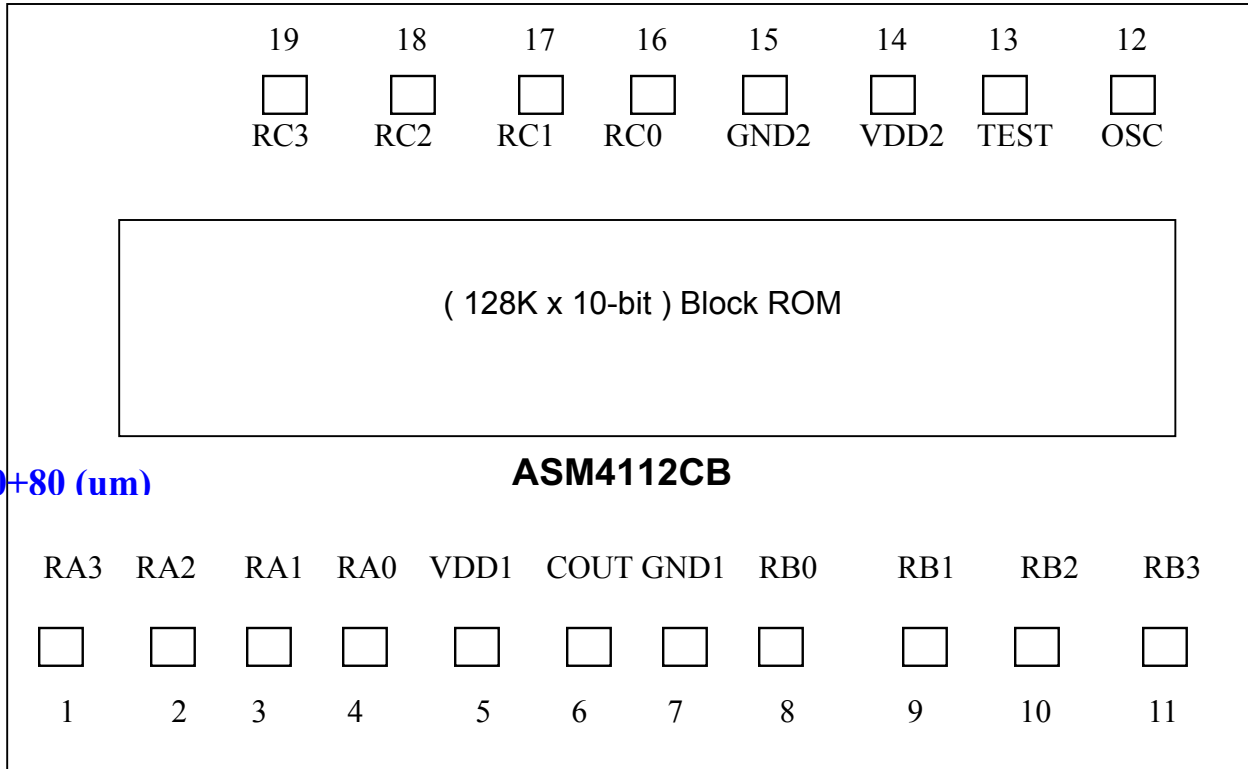 19 18 17 16 15 14 13 12
RC3 RC2 RC1 RC0 GND2 VDD2 TEST OSC
( 128K x 10-bit ) Block ROM
ASM4112CB
+80 (um)
RA3 RA2 RA1 RA0 VDD1 COUT GND1 RB0 RB1 RB2 RB3
1 2 3 4 5 6 7 8 9 10 11